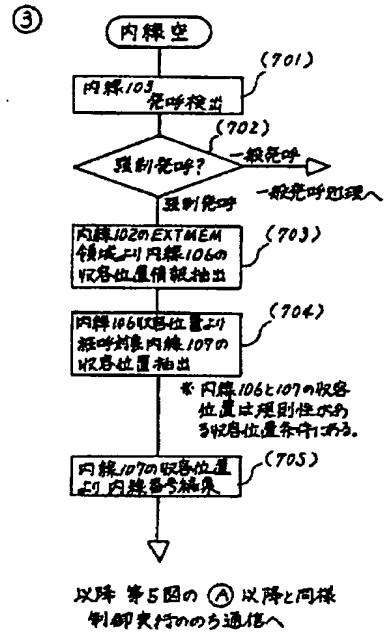 ③
内線空
(701)
内線103
発呼検出
(702)
強制発呼?
一般発呼
一般発呼処理へ
強制発呼
内線102のEXTMEM
領域より内線106の
収容位置情報抽出
(703)
内線106収容位置より
経呼対象内線107の
収容位置抽出
(704)
※ 内線106と107の収容
位置は規則性があ
る収容位置条件にある。
内線107の収容位置
より内線番号編集
(705)
以降 第5図の Ⓐ 以降と同様
制御実行ののち通信へ